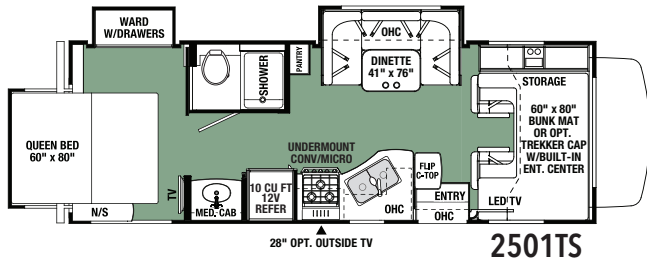 WARD
W/DRAWERS
QUEEN BED
60" x 80"
N/S
TV
MED. CAB
SHOWER
PANTRY
OHC
DINETTE
41" x 76"
UNDERMOUNT
CONV/MICRO
10 CU FT
12V
REFER
OHC
FLIP
C-TOP
ENTRY
OHC
STORAGE
60" x 80"
BUNK MAT
OR OPT.
TREKKER CAP
W/BUILT-IN
ENT. CENTER
LED TV
28" OPT. OUTSIDE TV
2501TS